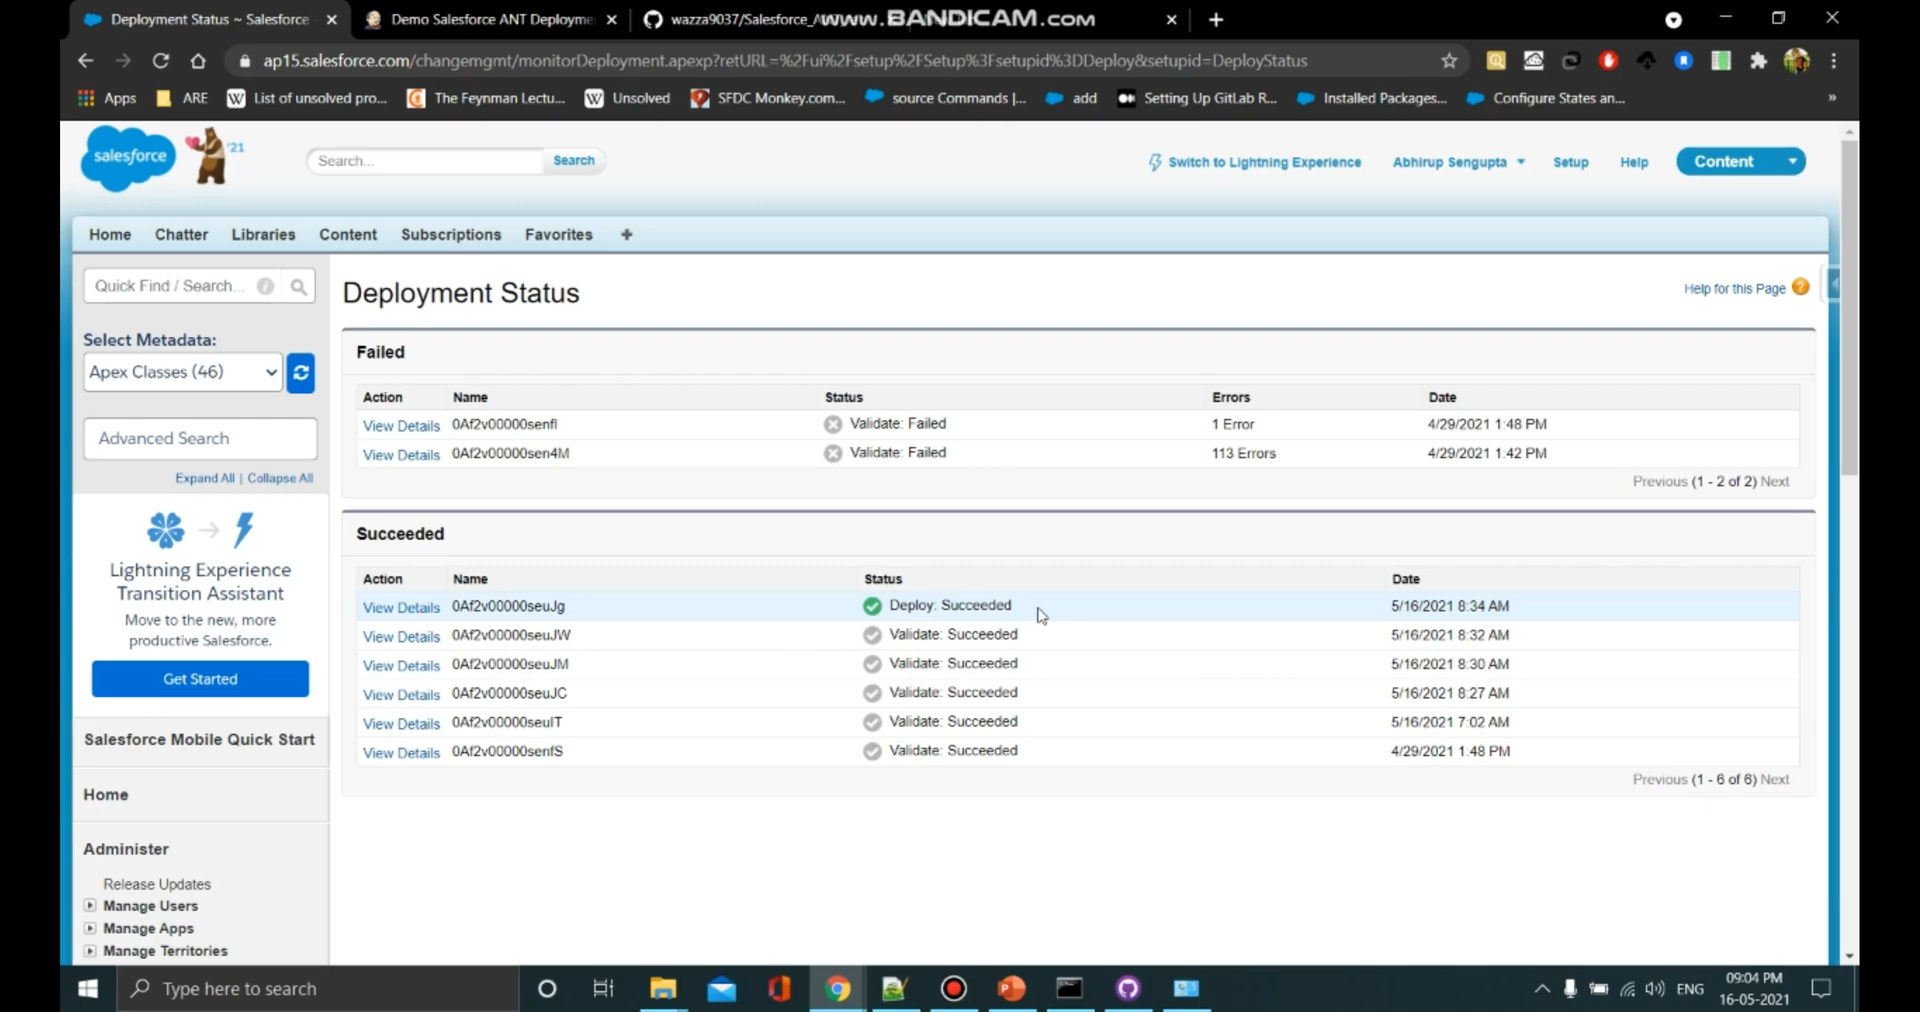 Deployment Status ~ Salesforce
Demo Salesforce ANT Deployme
wazza9037/Salesforce_A
www.BANDICAM.com
ap15.salesforce.com/changemgmt/monitorDeployment.apexp?retURL=%2Fui%2Fsetup%2FSetup%3Fsetupid%3DDeploy&setupid=DeployStatus
Apps
ARE
List of unsolved pro...
The Feynman Lectu...
Unsolved
SFDC Monkey.com...
source Commands |...
add
Setting Up GitLab R...
Installed Packages...
Configure States an...
»
salesforce
'21
Search...
Search
Switch to Lightning Experience
Abhirup Sengupta
Setup
Help
Content
Home
Chatter
Libraries
Content
Subscriptions
Favorites
+
Quick Find / Search...
Select Metadata:
Apex Classes (46)
Advanced Search
Expand All | Collapse All
Lightning Experience
Transition Assistant
Move to the new, more
productive Salesforce.
Get Started
Salesforce Mobile Quick Start
Home
Administer
Release Updates
Manage Users
Manage Apps
Manage Territories
Deployment Status
Help for this Page ?
Failed
Action Name Status Errors Date
View Details 0Af2v00000senfI Validate: Failed 1 Error 4/29/2021 1:48 PM
View Details 0Af2v00000sen4M Validate: Failed 113 Errors 4/29/2021 1:42 PM
Previous (1 - 2 of 2) Next
Succeeded
Action Name Status Date
View Details 0Af2v00000seuJg Deploy: Succeeded 5/16/2021 8:34 AM
View Details 0Af2v00000seuJW Validate: Succeeded 5/16/2021 8:32 AM
View Details 0Af2v00000seuJM Validate: Succeeded 5/16/2021 8:30 AM
View Details 0Af2v00000seuJC Validate: Succeeded 5/16/2021 8:27 AM
View Details 0Af2v00000seuIT Validate: Succeeded 5/16/2021 7:02 AM
View Details 0Af2v00000senfS Validate: Succeeded 4/29/2021 1:48 PM
Previous (1 - 6 of 6) Next
Type here to search
ENG
09:04 PM
16-05-2021